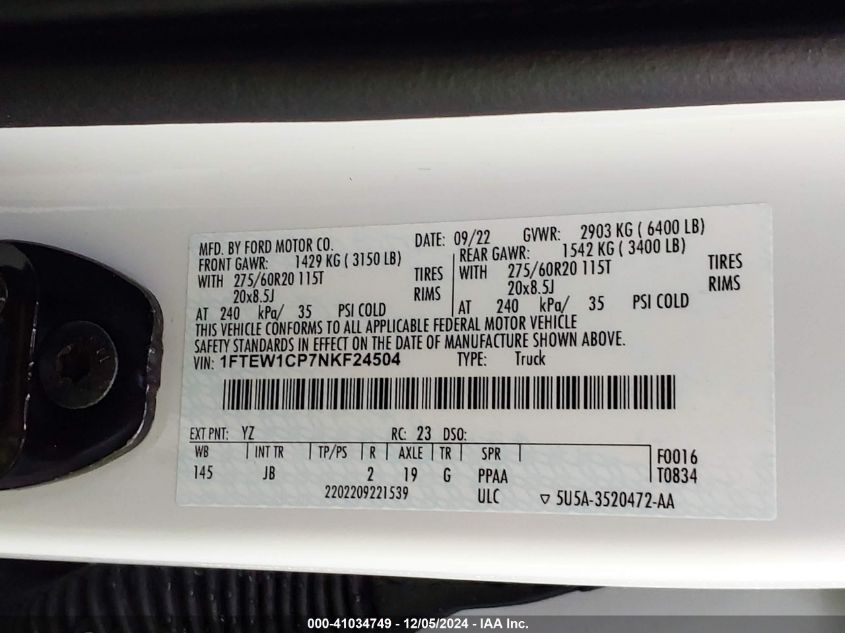 MFD. BY FORD MOTOR CO.
DATE: 09/22 GVWR: 2903 KG ( 6400 LB)
FRONT GAWR: 1429 KG ( 3150 LB)
REAR GAWR: 1542 KG ( 3400 LB)
WITH 275/60R20 115T TIRES
WITH 275/60R20 115T TIRES
20x8.5J RIMS
20x8.5J RIMS
AT 240 kPa/ 35 PSI COLD
AT 240 kPa/ 35 PSI COLD
THIS VEHICLE CONFORMS TO ALL APPLICABLE FEDERAL MOTOR VEHICLE
SAFETY STANDARDS IN EFFECT ON THE DATE OF MANUFACTURE SHOWN ABOVE.
VIN: 1FTEW1CP7NKF24504 TYPE: Truck
EXT PNT: YZ RC: 23 DSO:
WB INT TR TP/PS R AXLE TR SPR F0016
145 JB 2 19 G PPAA T0834
2202209221539 ULC ▽ 5U5A-3520472-AA
000-41034749 - 12/05/2024 - IAA Inc.